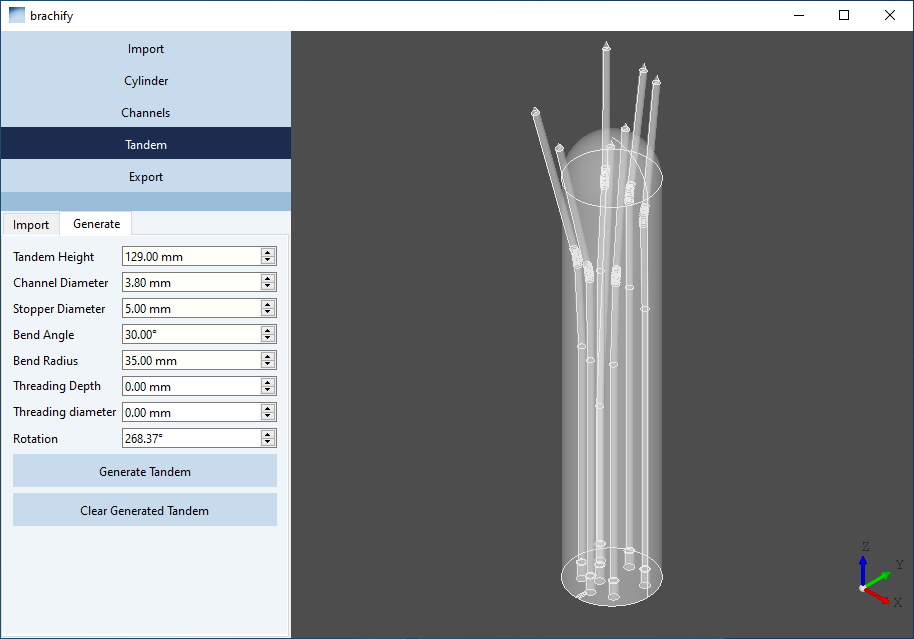 brachify
Import
Cylinder
Channels
Tandem
Export
Import Generate
Tandem Height 129.00 mm
Channel Diameter 3.80 mm
Stopper Diameter 5.00 mm
Bend Angle 30.00°
Bend Radius 35.00 mm
Threading Depth 0.00 mm
Threading diameter 0.00 mm
Rotation 268.37°
Generate Tandem
Clear Generated Tandem
Z
Y
X